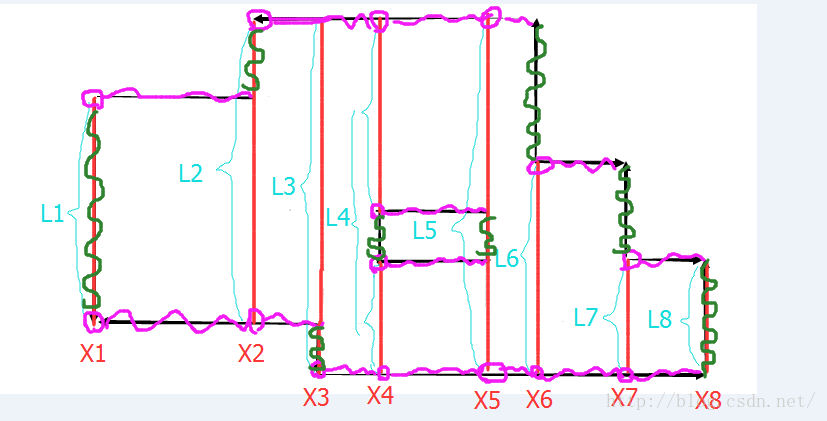 L1
L2
L3
L4
L5
L6
L7
L8
X1
X2
X3
X4
X5
X6
X7
X8
http://blog.csdn.net/